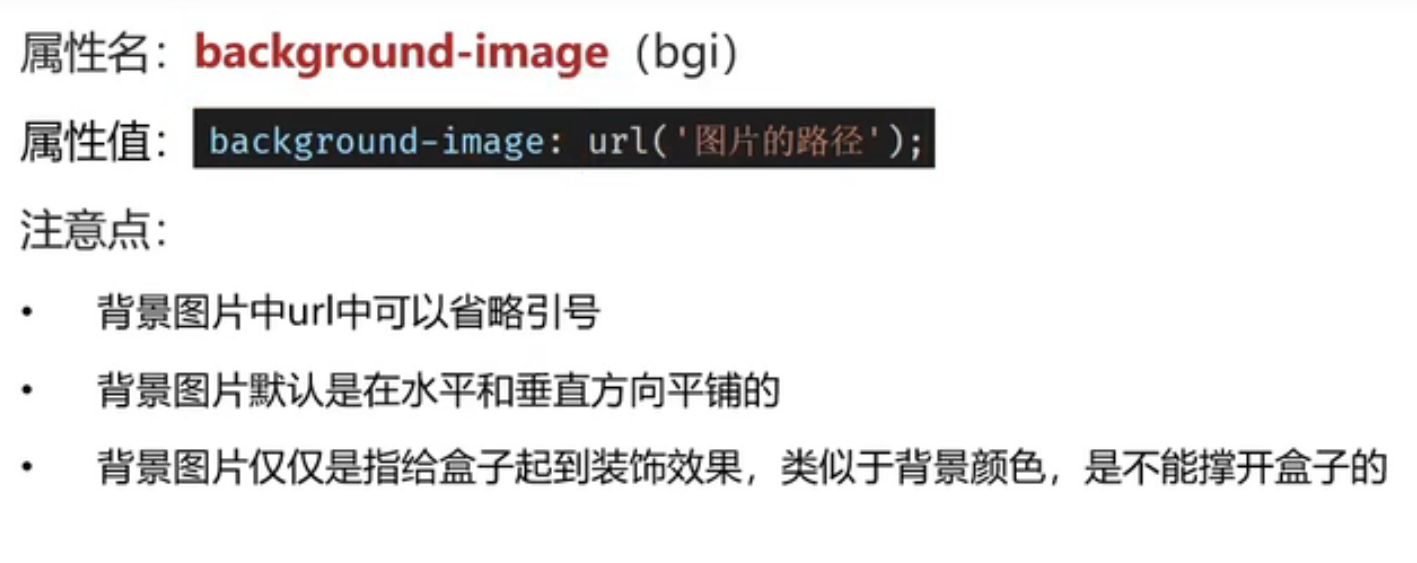 属性名：background-image（bgi）
属性值：background-image: url('图片的路径');
注意点：
• 背景图片中url中可以省略引号
• 背景图片默认是在水平和垂直方向平铺的
• 背景图片仅仅是指给盒子起到装饰效果，类似于背景颜色，是不能撑开盒子的